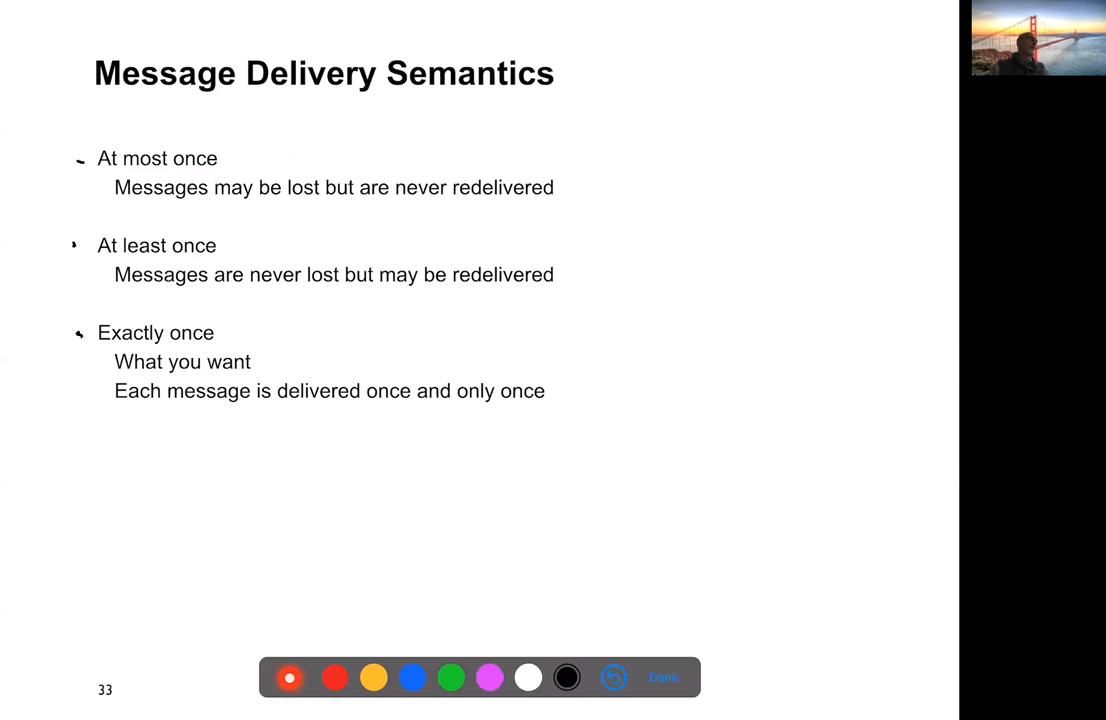 Message Delivery Semantics
At most once
Messages may be lost but are never redelivered
At least once
Messages are never lost but may be redelivered
Exactly once
What you want
Each message is delivered once and only once
33
Done